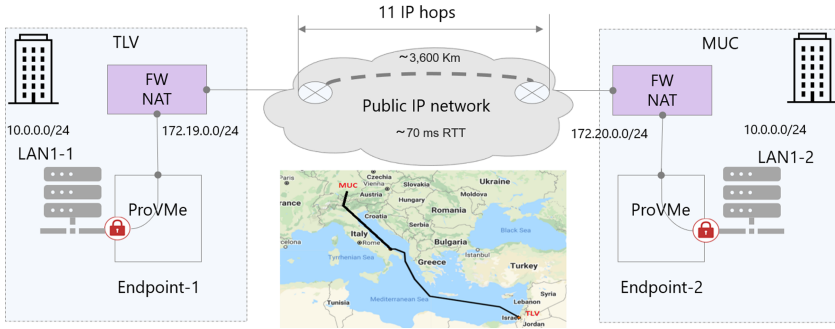 11 IP hops
TLV
MUC
FW
NAT
~3,600 Km
Public IP network
~70 ms RTT
FW
NAT
10.0.0.0/24
172.19.0.0/24
172.20.0.0/24
10.0.0.0/24
LAN1-1
LAN1-2
ProVMe
ProVMe
Endpoint-1
Endpoint-2
Paris
Czechia
Vienna
Ukraine
MUC
Slovakia
Austria
Hungary
rance
Croatia
Romania
Italy
Serbia
Rome
Bulgaria
Black Sea
celona
Istanbul
Tyrrhenian Sea
Greece
Turkey
Tunisia
Mediterranean Sea
Syria
Lebanon
Israel
TLV
Jordan